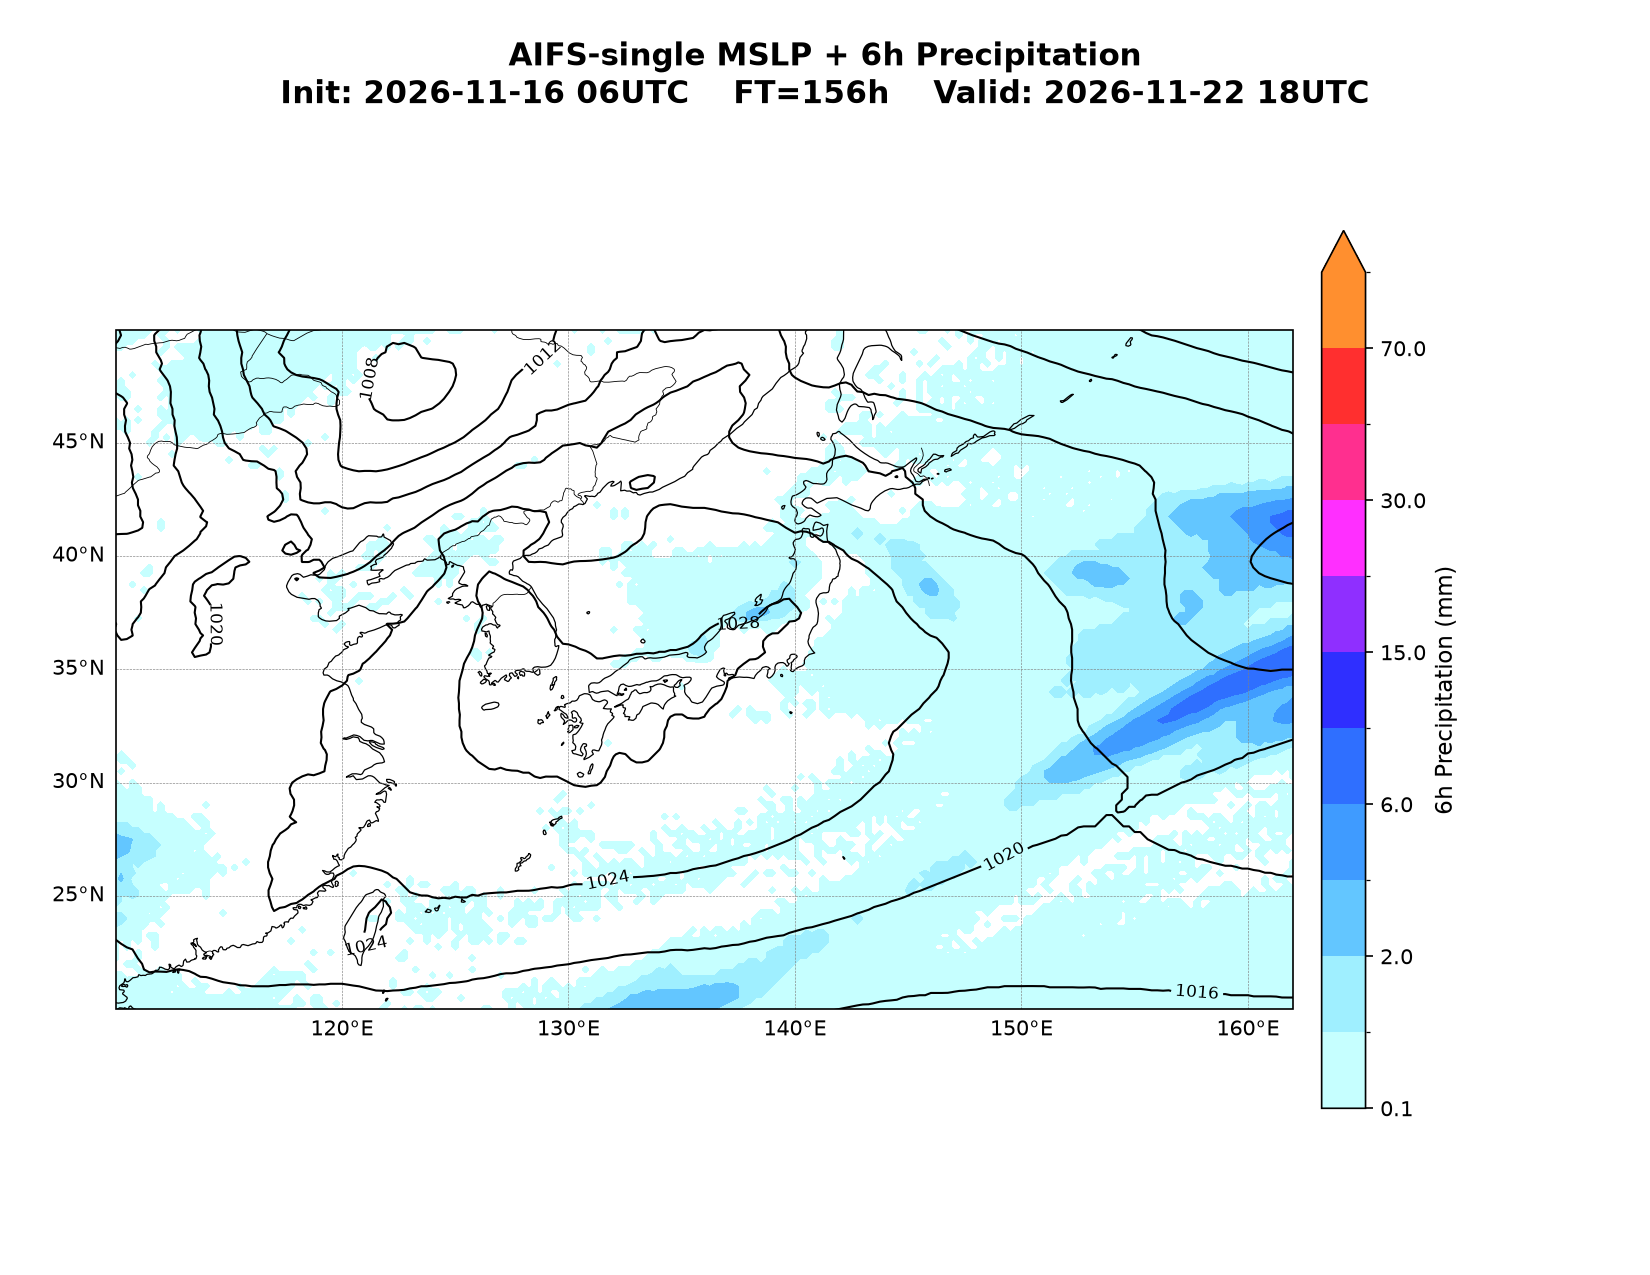 AIFS-single MSLP + 6h Precipitation
Init: 2026-11-16 06UTC    FT=156h    Valid: 2026-11-22 18UTC
70.0
30.0
15.0
6.0
2.0
0.1
6h Precipitation (mm)
45°N
40°N
35°N
30°N
25°N
120°E
130°E
140°E
150°E
160°E
1008
1012
1020
1028
1024
1020
1024
1016